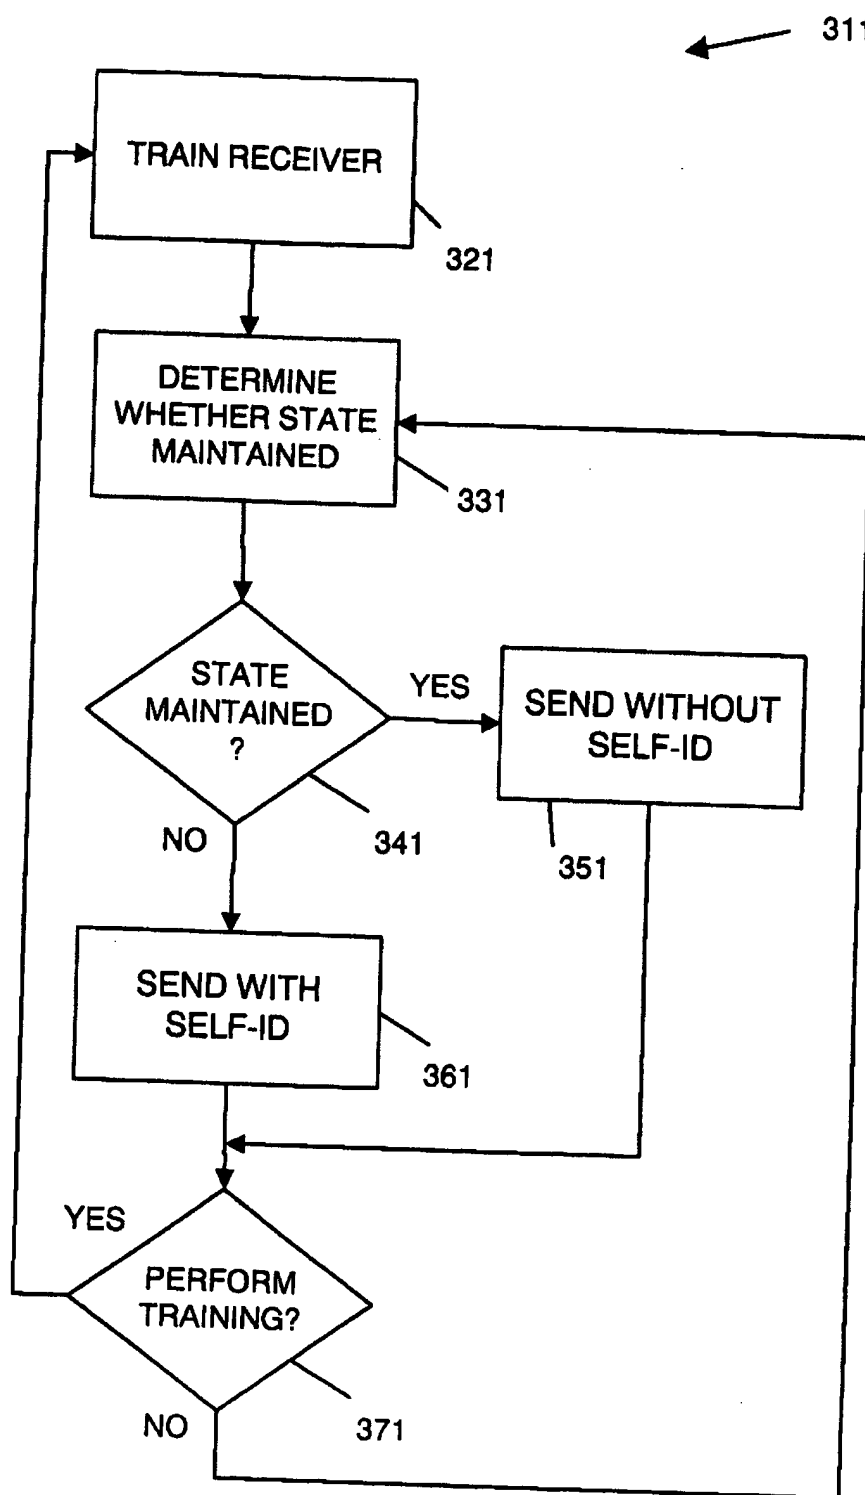 311
TRAIN RECEIVER
321
DETERMINE
WHETHER STATE
MAINTAINED
331
STATE
MAINTAINED
?
YES
341
NO
SEND WITHOUT
SELF-ID
351
SEND WITH
SELF-ID
361
YES
PERFORM
TRAINING?
371
NO